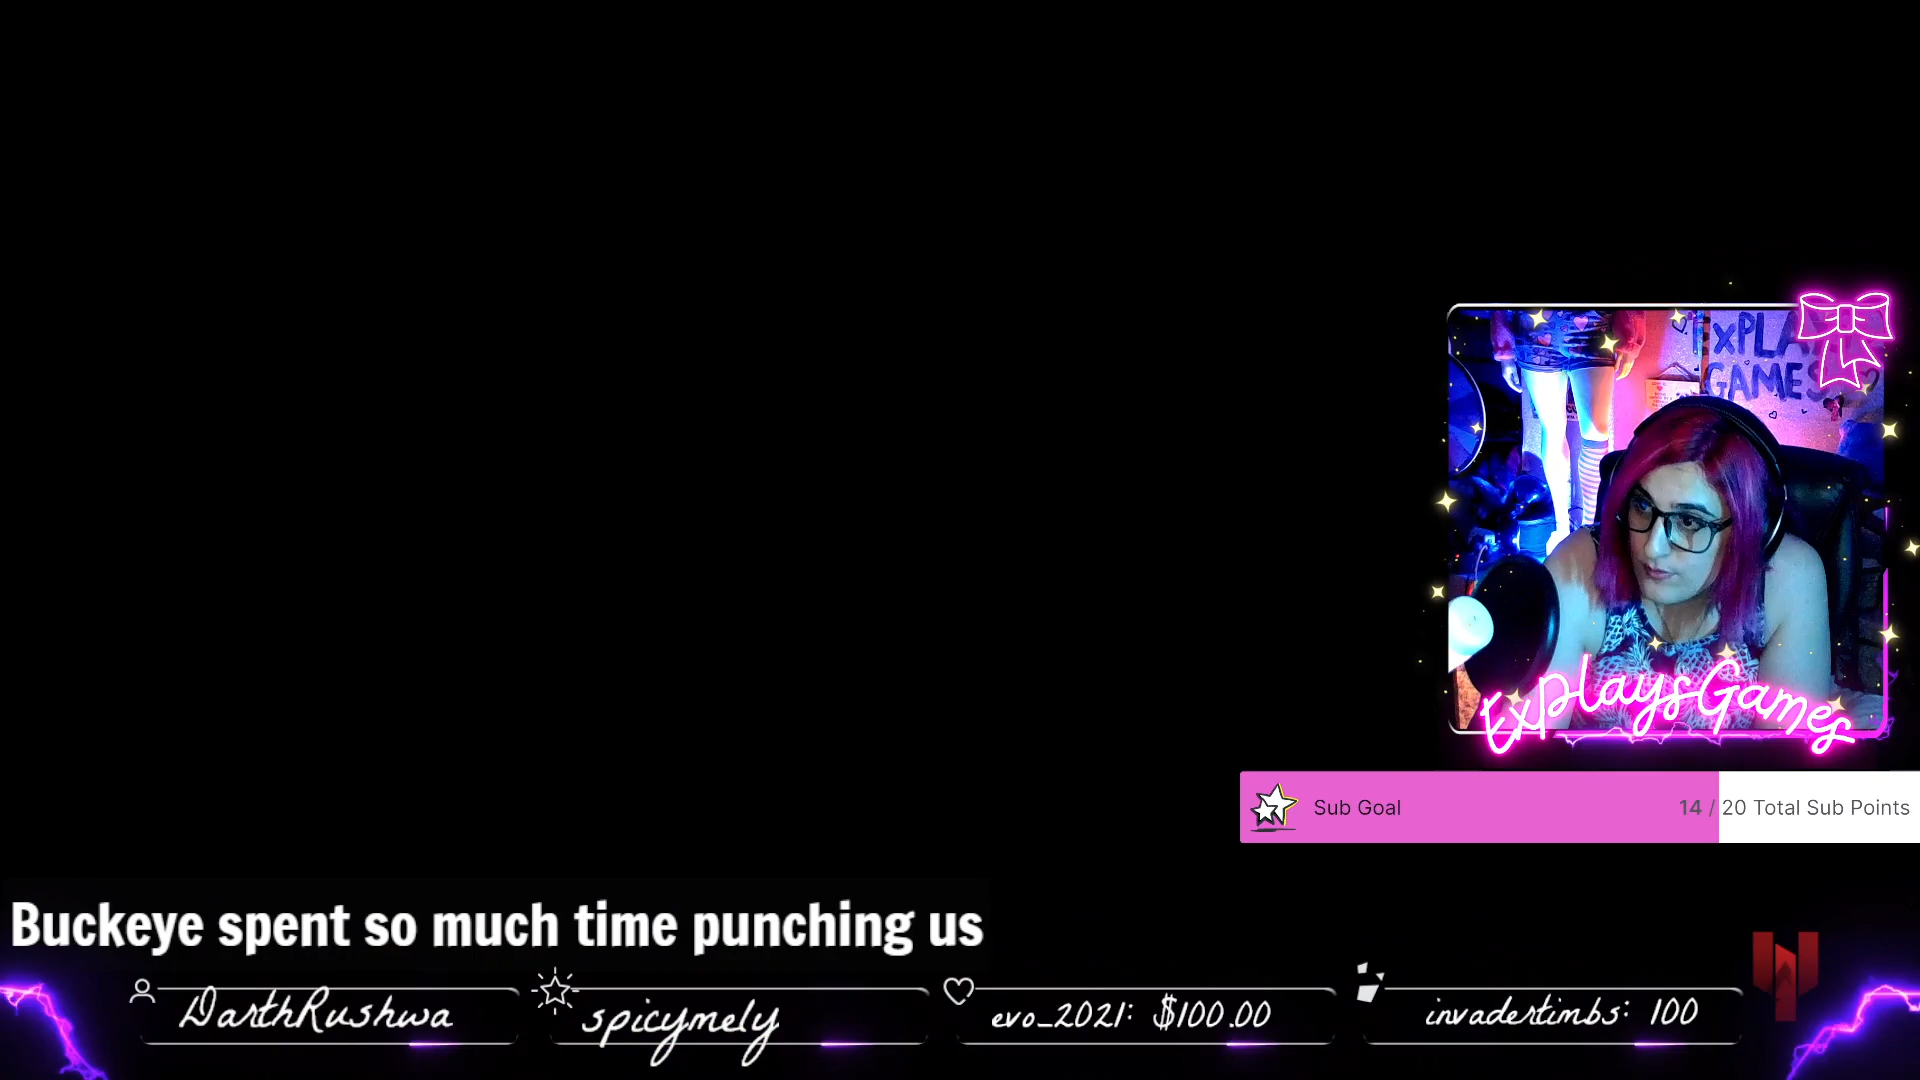 xPLA
GAMES
ExplaysGames
Sub Goal
14 / 20 Total Sub Points
Buckeye spent so much time punching us
DarthRushwa
spicymely
evo_2021: $100.00
invadertimbs: 100